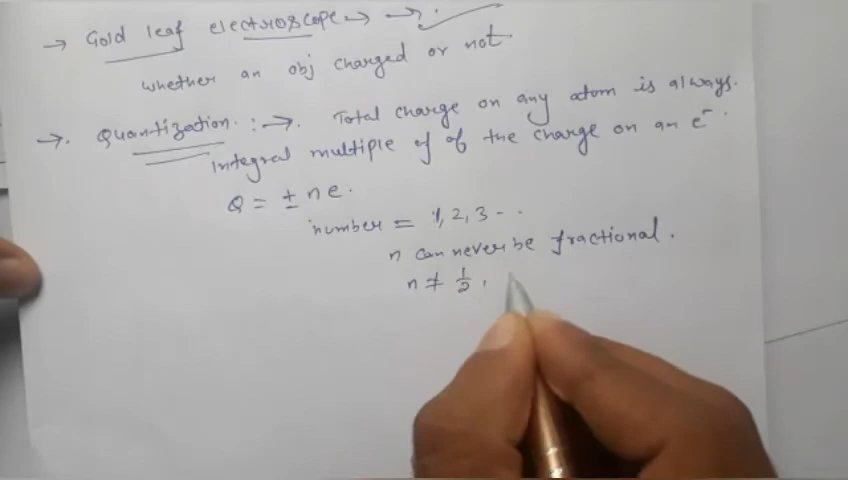 → Gold leaf electroscope → → .
whether an obj charged or not.
→. Quantization. :→. Total charge on any atom is always.
Integral multiple of of the charge on an e⁻.
Q = ± ne.
number = 1, 2, 3 - -
n can never be fractional.
n ≠ 1/2,